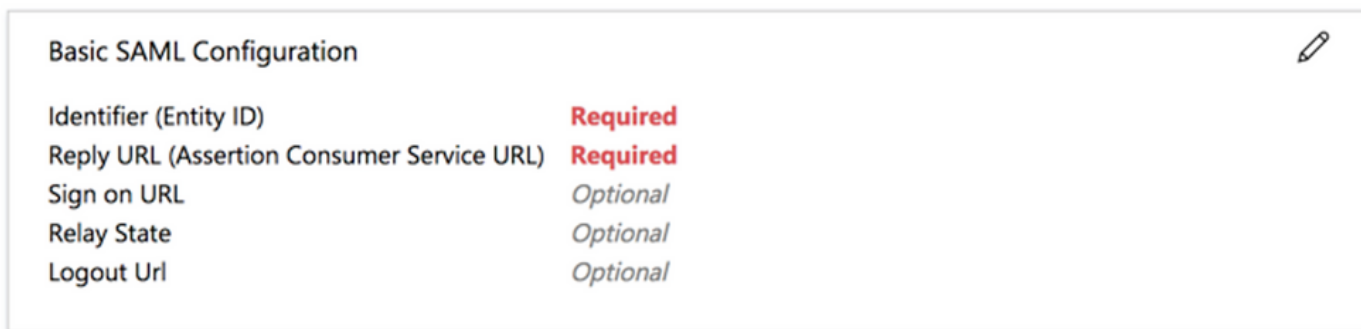 Basic SAML Configuration
Identifier (Entity ID) Required
Reply URL (Assertion Consumer Service URL) Required
Sign on URL Optional
Relay State Optional
Logout Url Optional